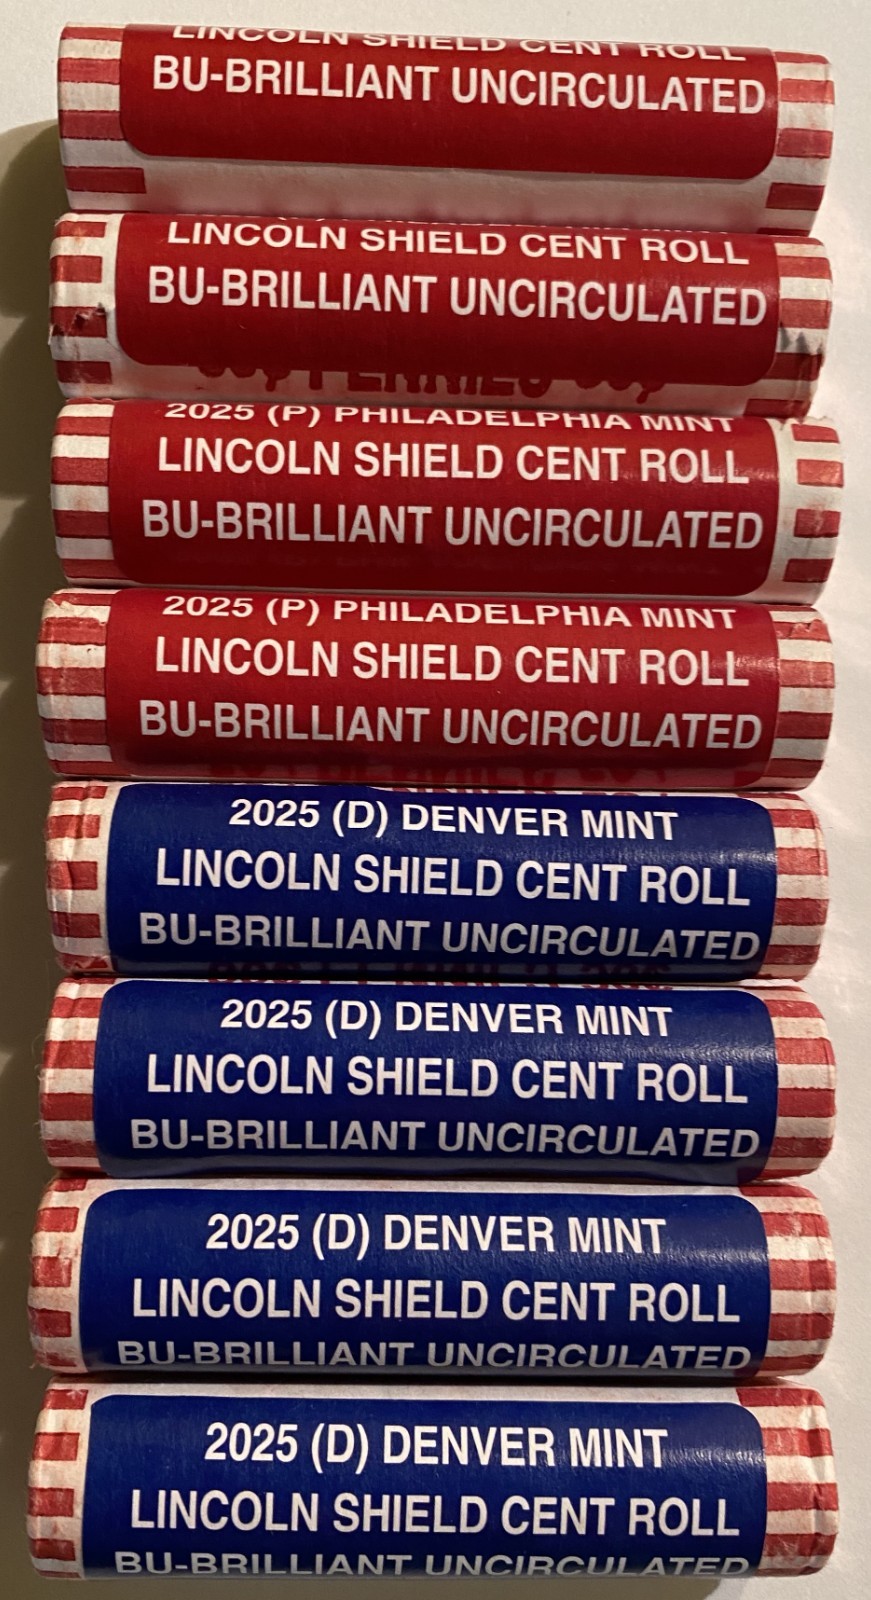 LINCOLN SHIELD CENT ROLL
BU-BRILLIANT UNCIRCULATED
LINCOLN SHIELD CENT ROLL
BU-BRILLIANT UNCIRCULATED
50¢ PENNIES 50¢
2025 (P) PHILADELPHIA MINT
LINCOLN SHIELD CENT ROLL
BU-BRILLIANT UNCIRCULATED
2025 (P) PHILADELPHIA MINT
LINCOLN SHIELD CENT ROLL
BU-BRILLIANT UNCIRCULATED
2025 (D) DENVER MINT
LINCOLN SHIELD CENT ROLL
BU-BRILLIANT UNCIRCULATED
2025 (D) DENVER MINT
LINCOLN SHIELD CENT ROLL
BU-BRILLIANT UNCIRCULATED
2025 (D) DENVER MINT
LINCOLN SHIELD CENT ROLL
BU-BRILLIANT UNCIRCULATED
2025 (D) DENVER MINT
LINCOLN SHIELD CENT ROLL
BU-BRILLIANT UNCIRCULATED